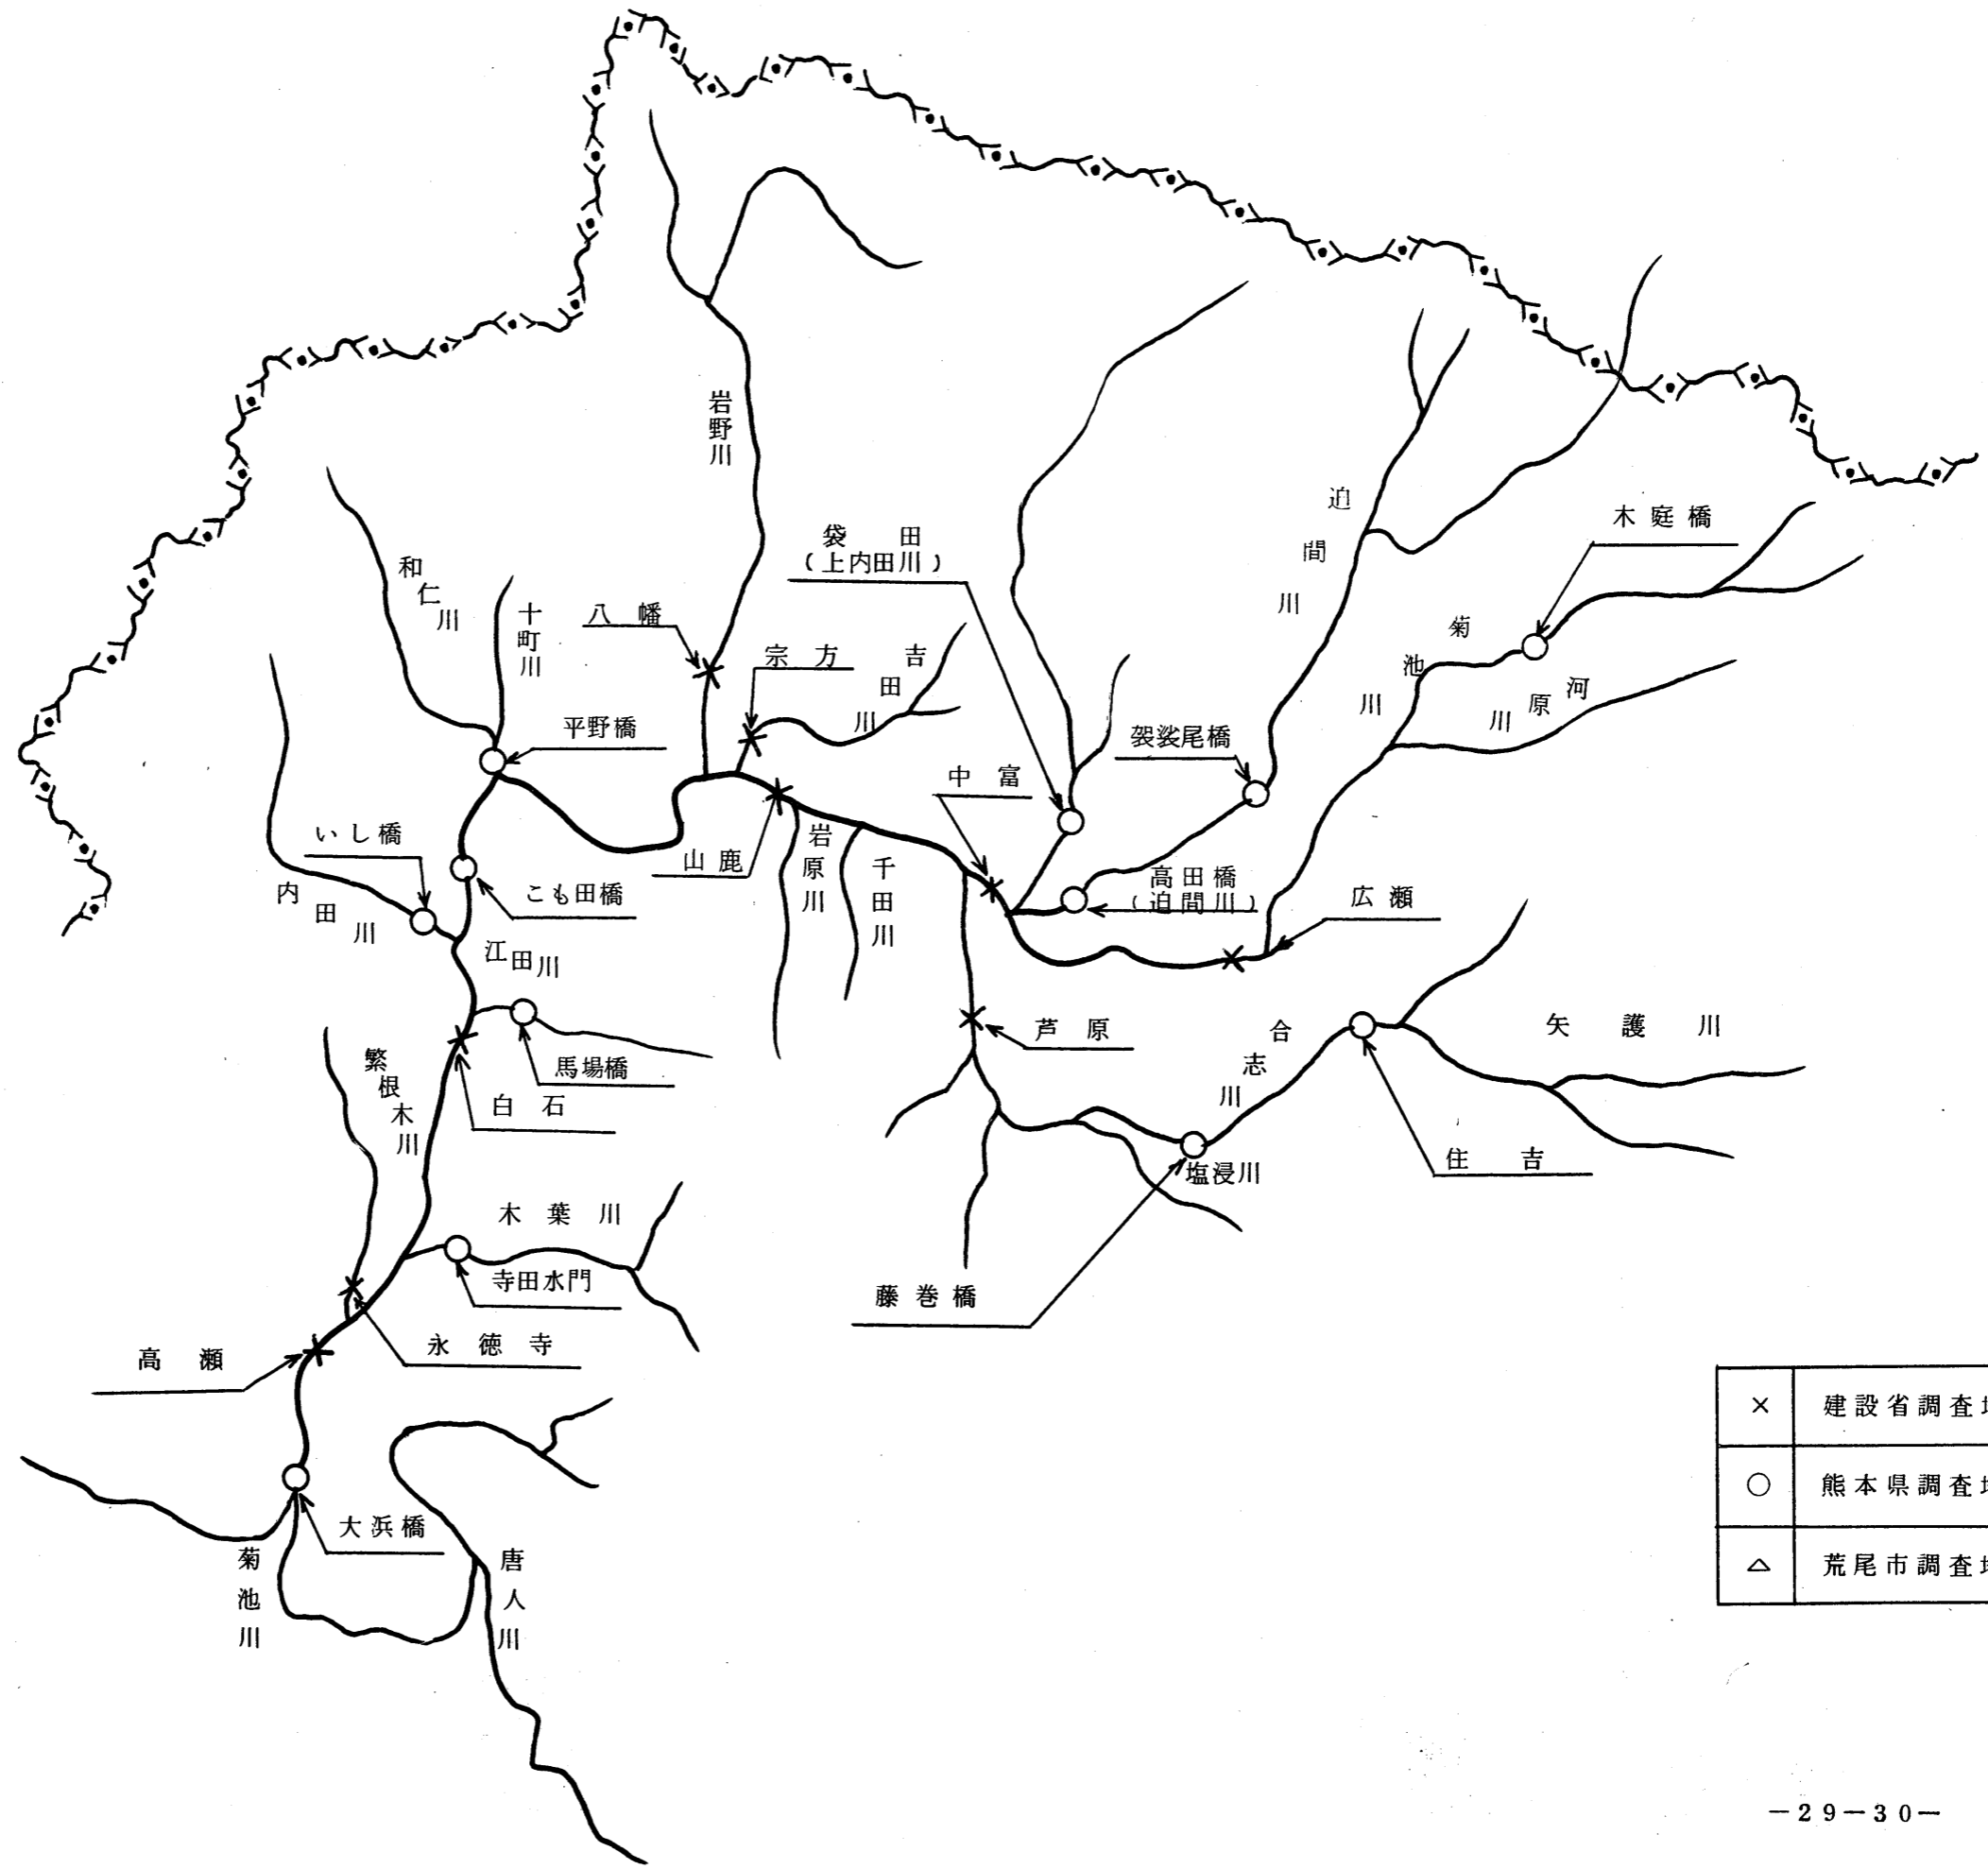 岩野川
迫間川
木庭橋
袋田
（上内田川）
和仁川
十町川
八幡
宗方
吉田川
菊池川
河原川
平野橋
袈裟尾橋
中富
いし橋
山鹿
岩原川
千田川
高田橋
（迫間川）
広瀬
内田川
こも田橋
江田川
芦原
合志川
矢護川
馬場橋
繁根木川
白石
住吉
塩浸川
木葉川
寺田水門
藤巻橋
永徳寺
高瀬
× 建設省調査
○ 熊本県調査
△ 荒尾市調査
大浜橋
菊池川
唐人川
－29－30－